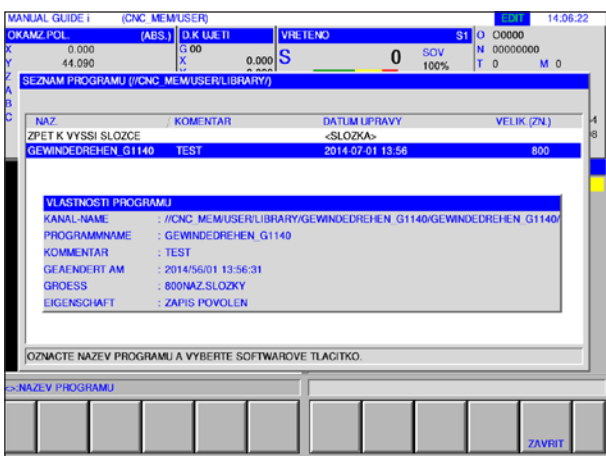 MANUAL GUIDE i (CNC_MEM/USER) EDIT 14:06:22
OKAMZ.POL. (ABS.) D.K UJETI VRETENO S1 O O0000
X 0.000 G 00 N 00000000
Y 44.090 X 0.000 S 0 SOV 100% T 0 M 0
Z
A
B
C
SEZNAM PROGRAMU (//CNC_MEM/USER/LIBRARY/)
NAZ. / KOMENTAR DATUM UPRAVY VELIK.(ZN.)
ZPET K VYSSI SLOZCE <SLOZKA>
GEWINDEDREHEN_G1140 TEST 2014-07-01 13:56 800
VLASTNOSTI PROGRAMU
KANAL-NAME : //CNC_MEM/USER/LIBRARY/GEWINDEDREHEN_G1140/GEWINDEDREHEN_G1140/
PROGRAMMNAME : GEWINDEDREHEN_G1140
KOMMENTAR : TEST
GEAENDERT AM : 2014/56/01 13:56:31
GROESS : 800NAZ.SLOZKY
EIGENSCHAFT : ZAPIS POVOLEN
OZNACTE NAZEV PROGRAMU A VYBERTE SOFTWAROVE TLACITKO.
<>:NAZEV PROGRAMU
ZAVRIT